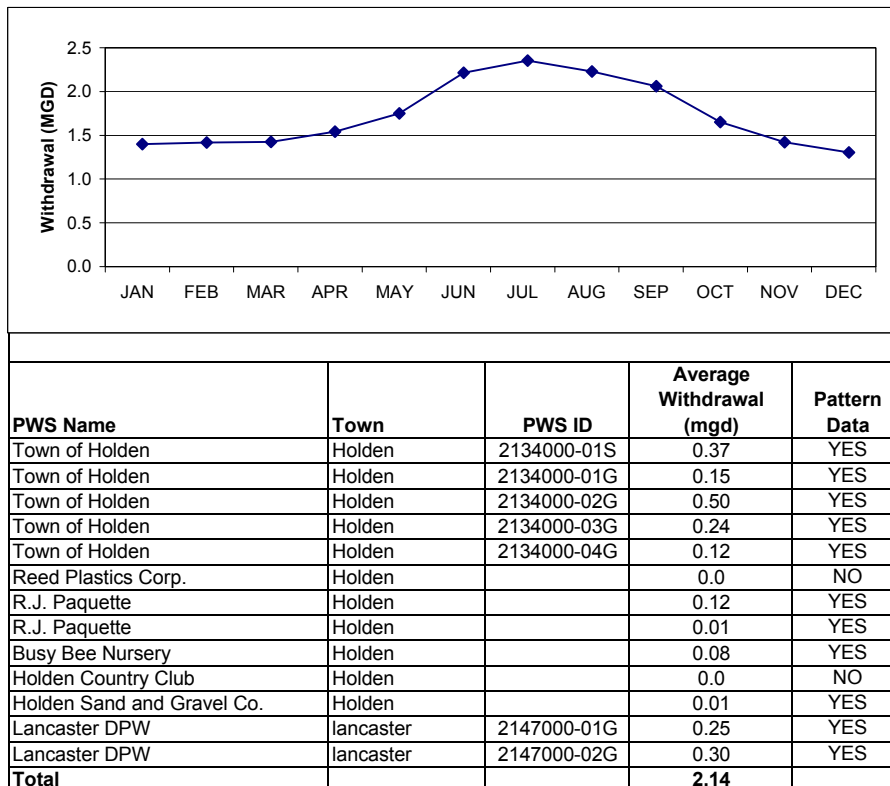 Withdrawal (MGD)
2.5
2.0
1.5
1.0
0.5
0.0
JAN FEB MAR APR MAY JUN JUL AUG SEP OCT NOV DEC
PWS Name Town PWS ID Average Withdrawal (mgd) Pattern Data
Town of Holden Holden 2134000-01S 0.37 YES
Town of Holden Holden 2134000-01G 0.15 YES
Town of Holden Holden 2134000-02G 0.50 YES
Town of Holden Holden 2134000-03G 0.24 YES
Town of Holden Holden 2134000-04G 0.12 YES
Reed Plastics Corp. Holden 0.0 NO
R.J. Paquette Holden 0.12 YES
R.J. Paquette Holden 0.01 YES
Busy Bee Nursery Holden 0.08 YES
Holden Country Club Holden 0.0 NO
Holden Sand and Gravel Co. Holden 0.01 YES
Lancaster DPW lancaster 2147000-01G 0.25 YES
Lancaster DPW lancaster 2147000-02G 0.30 YES
Total 2.14